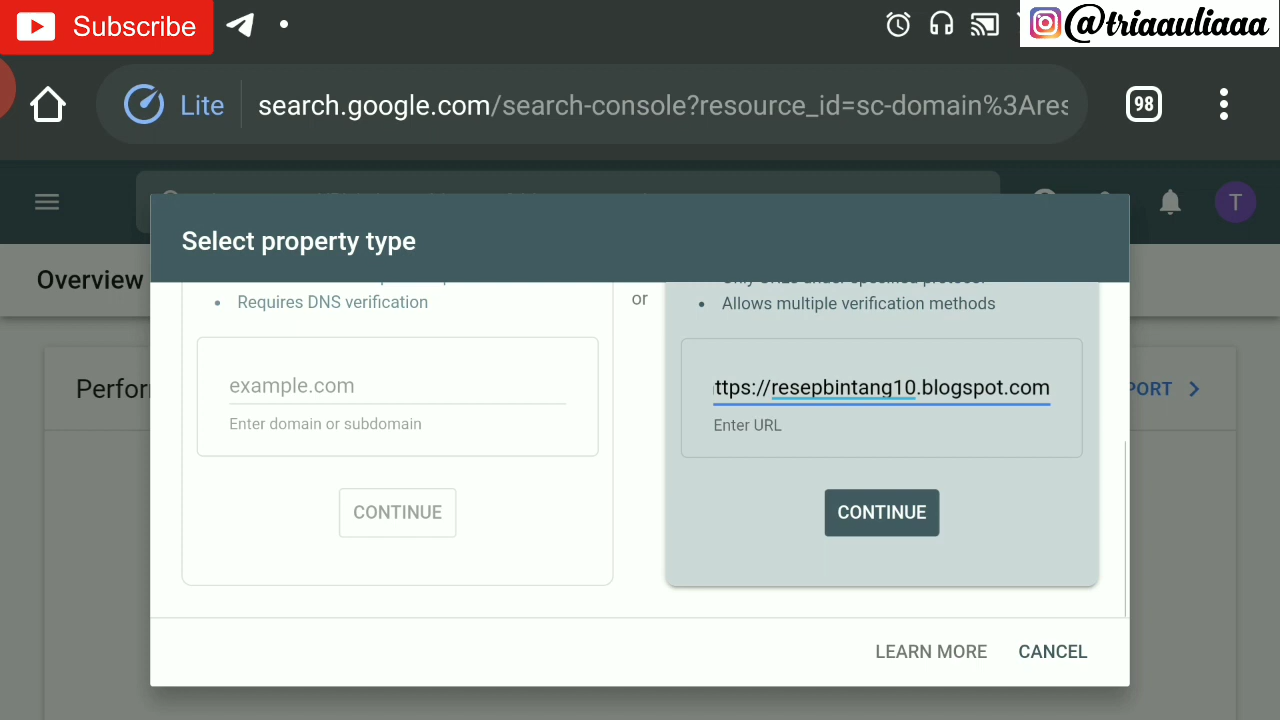 Subscribe
@triaauliaaa
Lite
search.google.com/search-console?resource_id=sc-domain%3Ares
98
T
Select property type
Overview
Requires DNS verification
or
Allows multiple verification methods
Perfor
PORT
example.com
Enter domain or subdomain
ttps://resepbintang10.blogspot.com
Enter URL
CONTINUE
CONTINUE
LEARN MORE
CANCEL